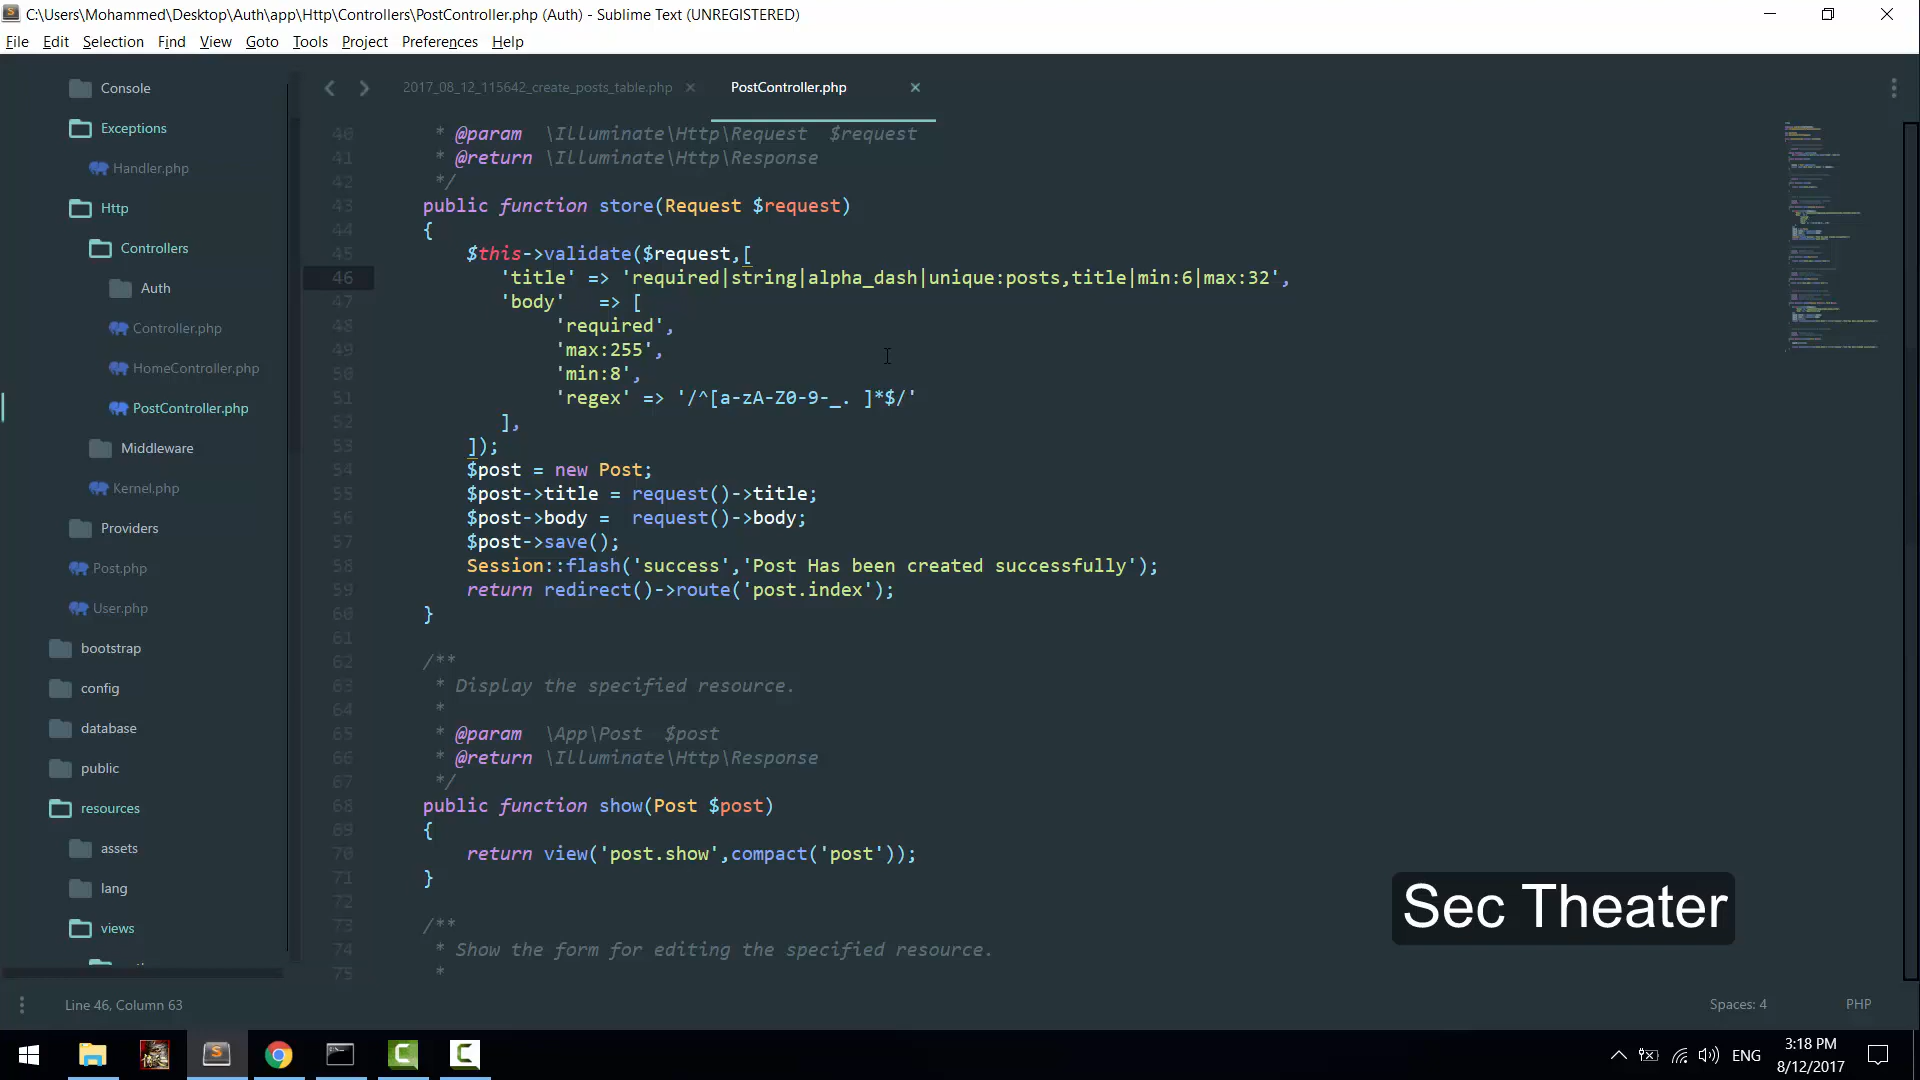 C:\Users\Mohammed\Desktop\Auth\app\Http\Controllers\PostController.php (Auth) - Sublime Text (UNREGISTERED)
File Edit Selection Find View Goto Tools Project Preferences Help
Console
Exceptions
Handler.php
Http
Controllers
Auth
Controller.php
HomeController.php
PostController.php
Middleware
Kernel.php
Providers
Post.php
User.php
bootstrap
config
database
public
resources
assets
lang
views
2017_08_12_115642_create_posts_table.php PostController.php
40 * @param \Illuminate\Http\Request $request
41 * @return \Illuminate\Http\Response
42 */
43 public function store(Request $request)
44 {
45 $this->validate($request,[
46 'title' => 'required|string|alpha_dash|unique:posts,title|min:6|max:32',
47 'body' => [
48 'required',
49 'max:255',
50 'min:8',
51 'regex' => '/^[a-zA-Z0-9-_. ]*$/'
52 ],
53 ]);
54 $post = new Post;
55 $post->title = request()->title;
56 $post->body = request()->body;
57 $post->save();
58 Session::flash('success','Post Has been created successfully');
59 return redirect()->route('post.index');
60 }
61
62 /**
63 * Display the specified resource.
64 *
65 * @param \App\Post $post
66 * @return \Illuminate\Http\Response
67 */
68 public function show(Post $post)
69 {
70 return view('post.show',compact('post'));
71 }
72
73 /**
74 * Show the form for editing the specified resource.
75 *
Sec Theater
Line 46, Column 63
Spaces: 4 PHP
ENG
3:18 PM
8/12/2017